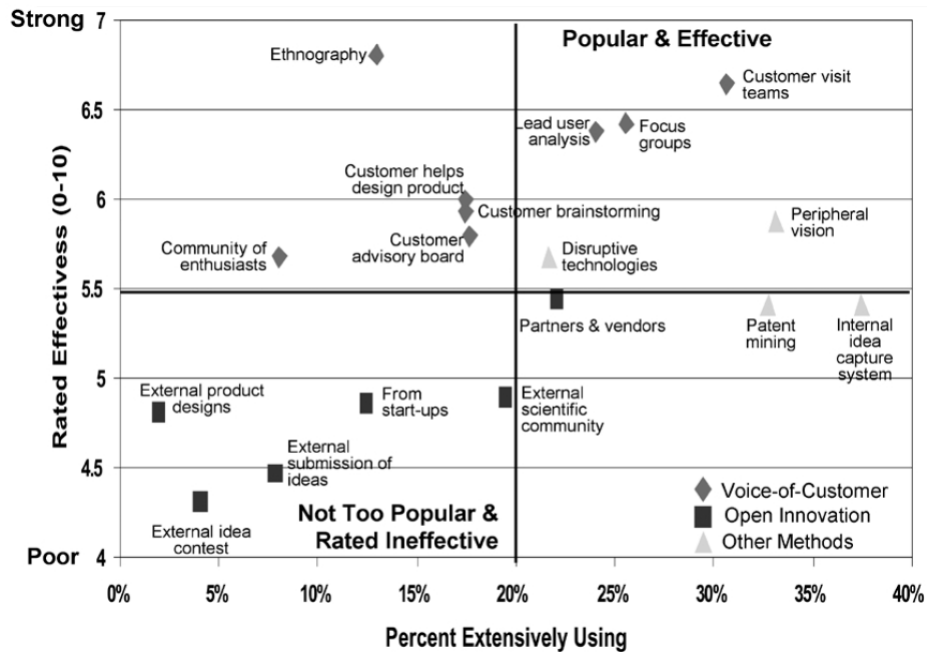 Strong
7
6.5
6
5.5
5
4.5
4
Poor
Rated Effectiveness (0-10)
Popular & Effective
Ethnography
Customer visit
teams
Lead user
analysis
Focus
groups
Customer helps
design product
Customer brainstorming
Customer
advisory board
Community of
enthusiasts
Peripheral
vision
Disruptive
technologies
Partners & vendors
Patent
mining
Internal
idea
capture
system
External product
designs
From
start-ups
External
scientific
community
External
submission of
ideas
External idea
contest
Not Too Popular &
Rated Ineffective
Voice-of-Customer
Open Innovation
Other Methods
0%
5%
10%
15%
20%
25%
30%
35%
40%
Percent Extensively Using